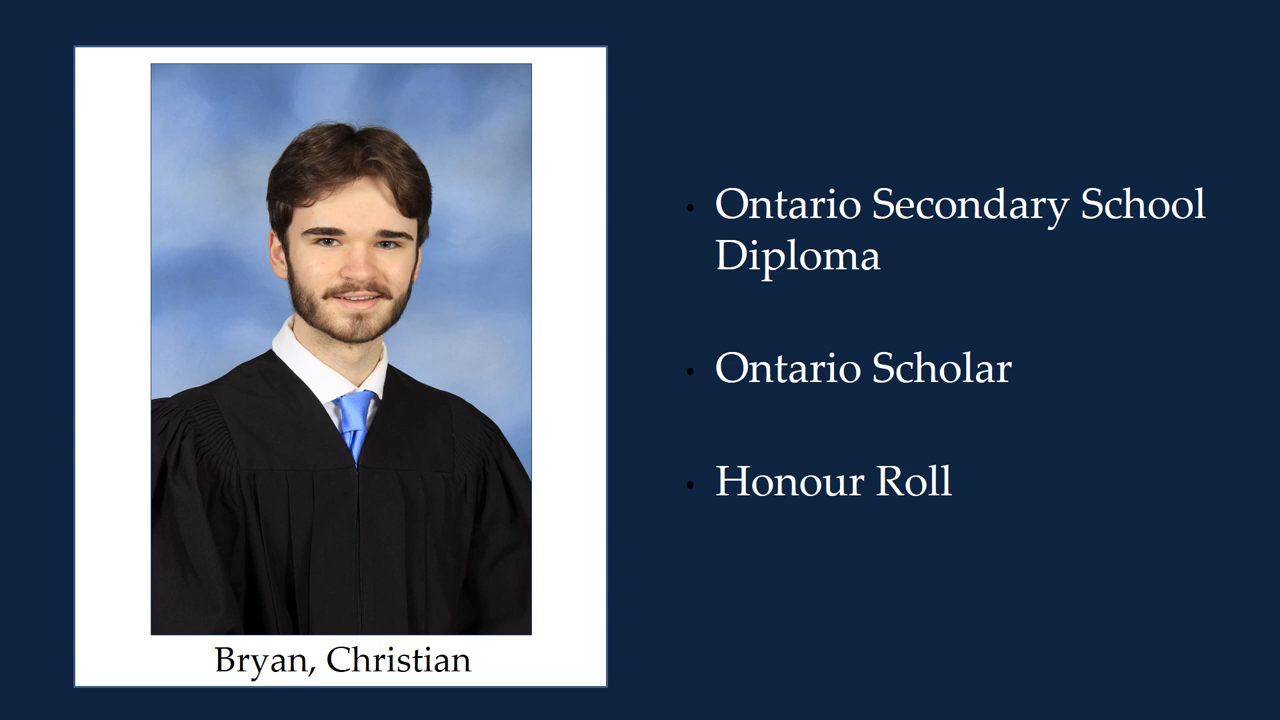 Ontario Secondary School
Diploma
Ontario Scholar
Honour Roll
Bryan, Christian